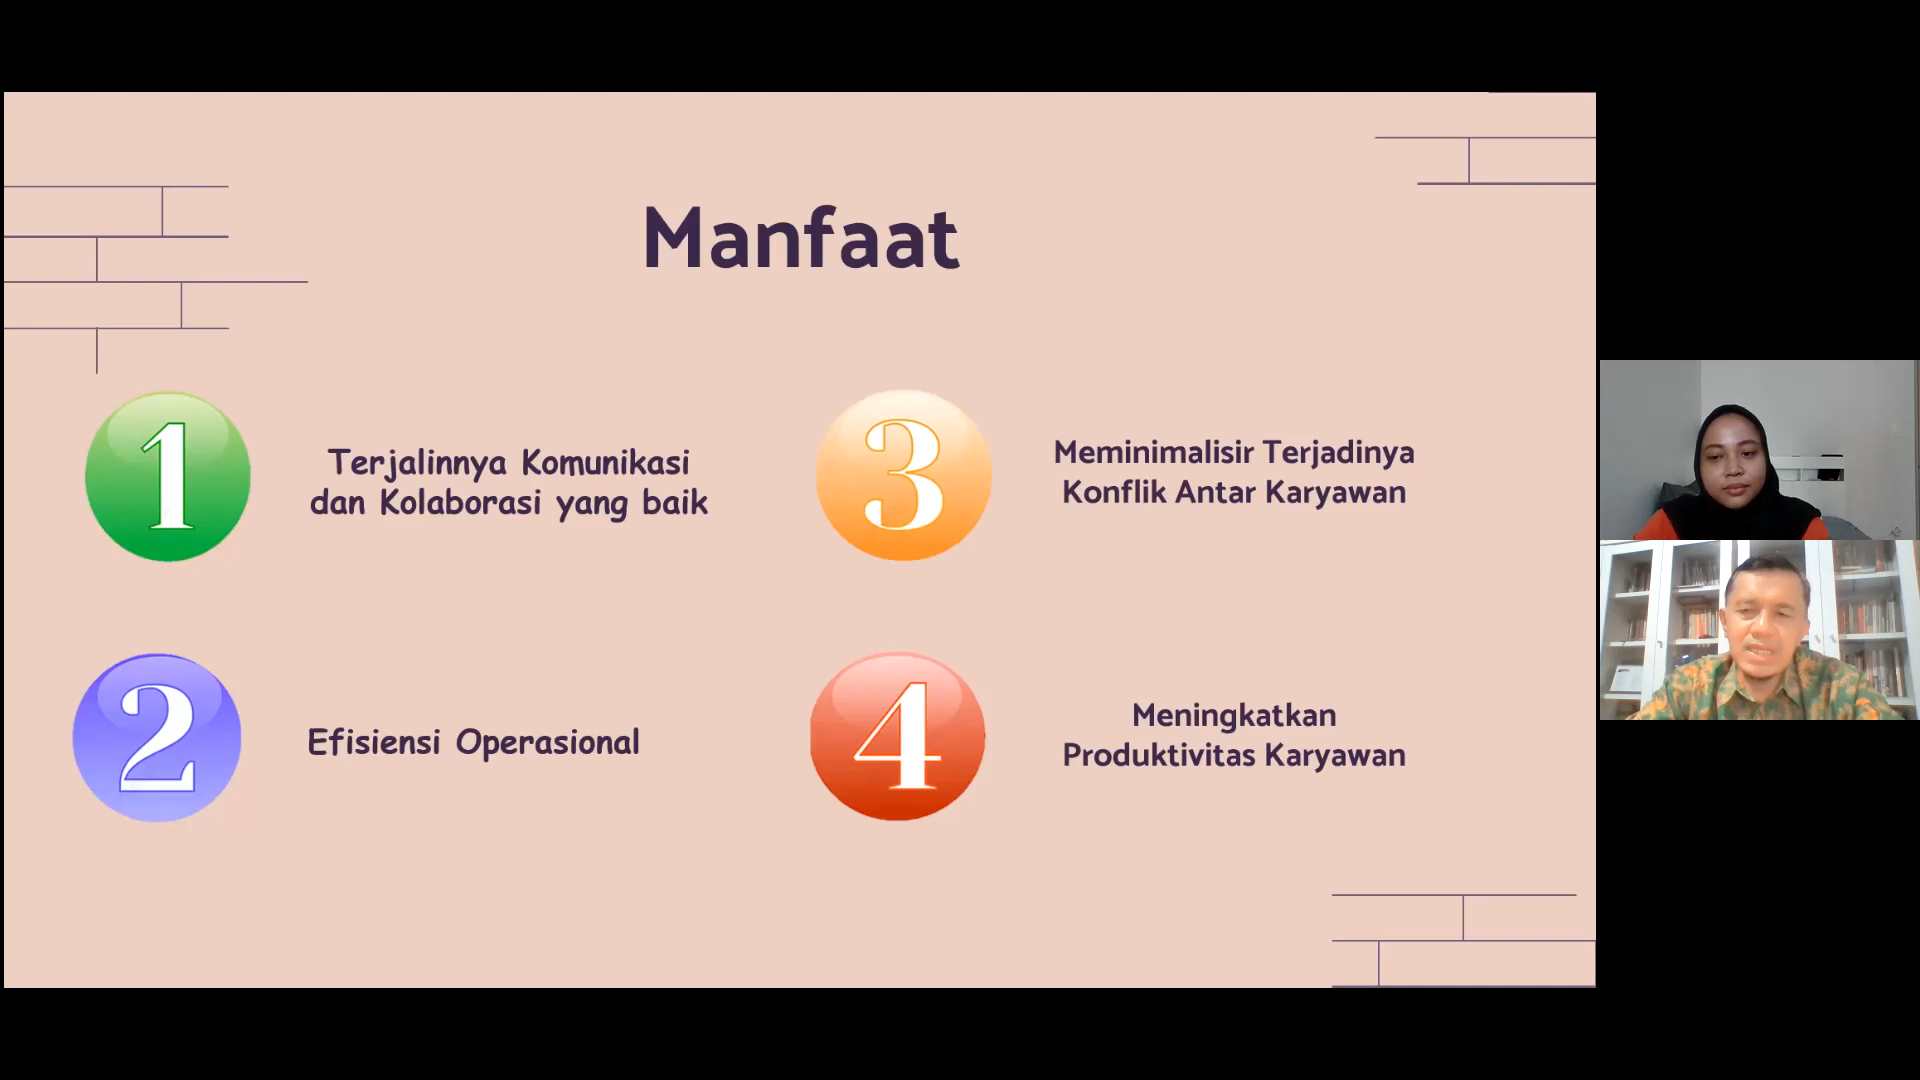 Manfaat
1
Terjalinnya Komunikasi
dan Kolaborasi yang baik
2
Efisiensi Operasional
3
Meminimalisir Terjadinya
Konflik Antar Karyawan
4
Meningkatkan
Produktivitas Karyawan